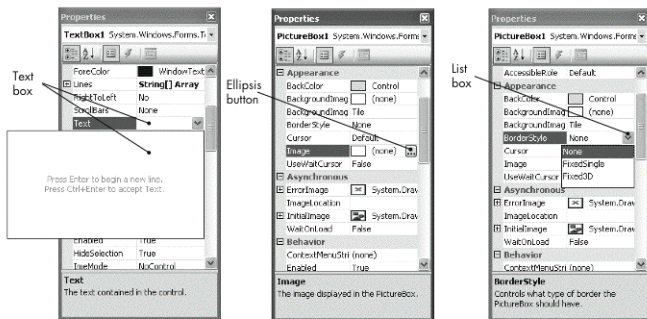 Properties
TextBox1 System.Windows.Forms.T
ForeColor WindowText
Lines String[] Array
RightToLeft No
ScrollBars None
Text
Press Enter to begin a new line.
Press Ctrl+Enter to accept Text.
Enabled True
HideSelection True
ImeMode NoControl
Text
The text contained in the control.
Text
box
Properties
PictureBox1 System.Windows.Forms
Appearance
BackColor Control
BackgroundImag (none)
BackgroundImag Tile
BorderStyle None
Cursor Default
Image (none)
UseWaitCursor False
Asynchronous
ErrorImage System.Draw
ImageLocation
InitialImage System.Draw
WaitOnLoad False
Behavior
ContextMenuStri (none)
Enabled True
Image
The image displayed in the PictureBox.
Ellipsis
button
Properties
PictureBox1 System.Windows.Forms
AccessibleRole Default
Appearance
BackColor Control
BackgroundImag (none)
BackgroundImag Tile
BorderStyle None
Cursor None
Image FixedSingle
UseWaitCursor Fixed3D
Asynchronous
ErrorImage System.Draw
ImageLocation
InitialImage System.Draw
WaitOnLoad False
Behavior
ContextMenuStri (none)
BorderStyle
Controls what type of border the
PictureBox should have.
List
box